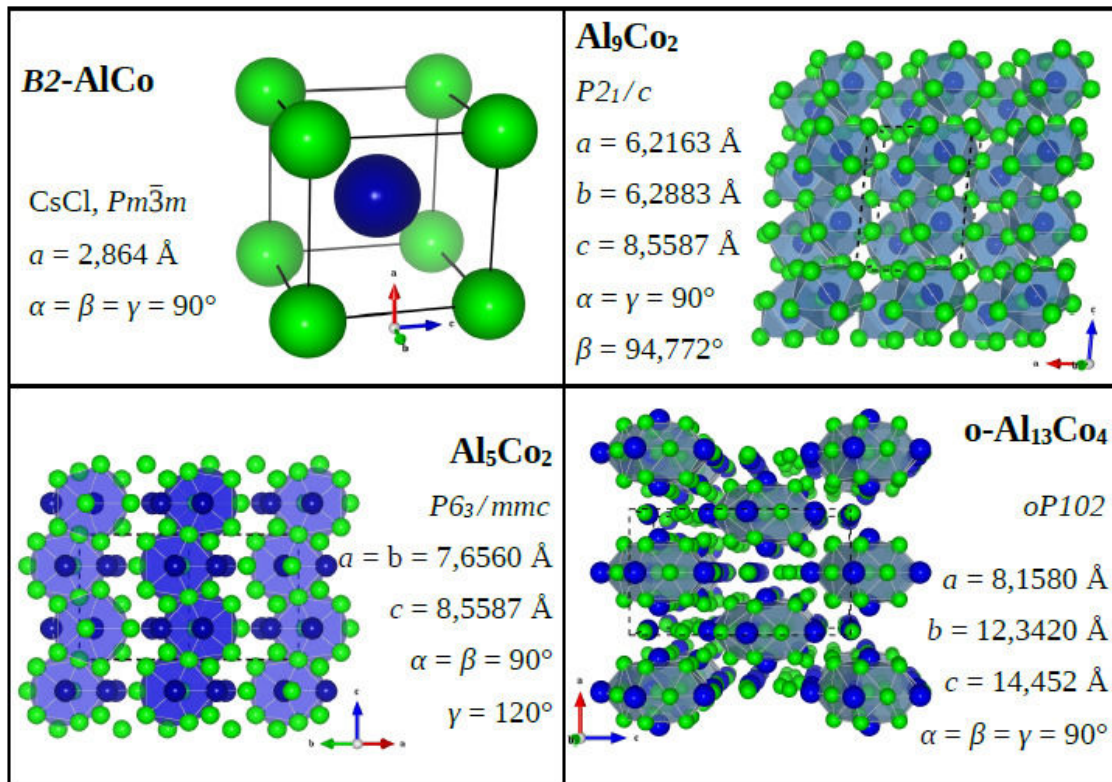 B2-AlCo
CsCl, Pm3̅m
a = 2,864 Å
α = β = γ = 90°
a
c
b
Al₉Co₂
P2₁/c
a = 6,2163 Å
b = 6,2883 Å
c = 8,5587 Å
α = γ = 90°
β = 94,772°
c
a
b
Al₅Co₂
P6₃/mmc
a = b = 7,6560 Å
c = 8,5587 Å
α = β = 90°
γ = 120°
c
b
a
o-Al₁₃Co₄
oP102
a = 8,1580 Å
b = 12,3420 Å
c = 14,452 Å
α = β = γ = 90°
a
b
c